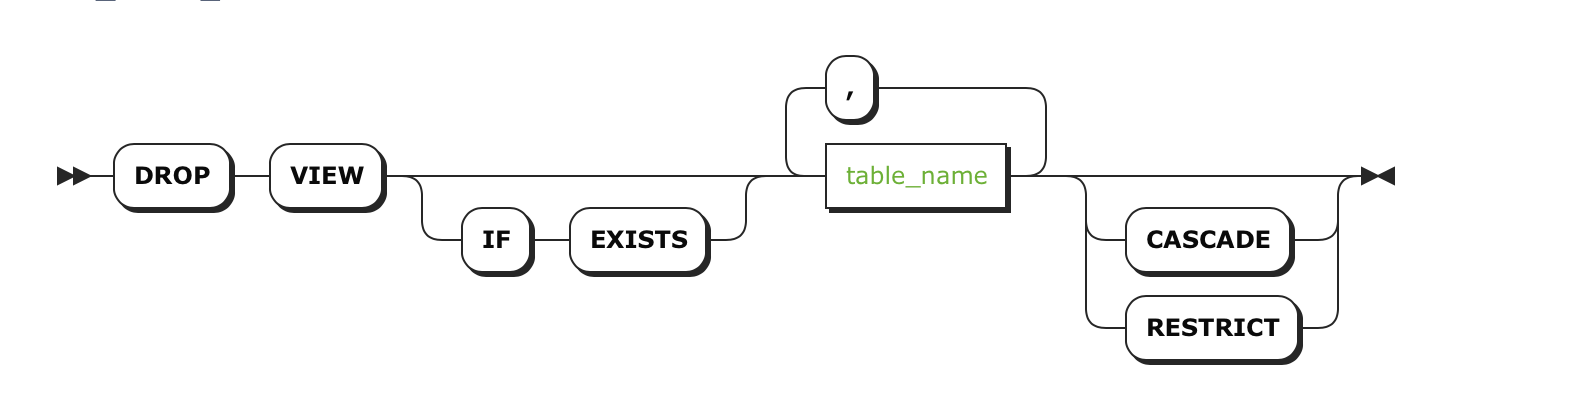 ,
DROP VIEW table_name
IF EXISTS CASCADE
RESTRICT